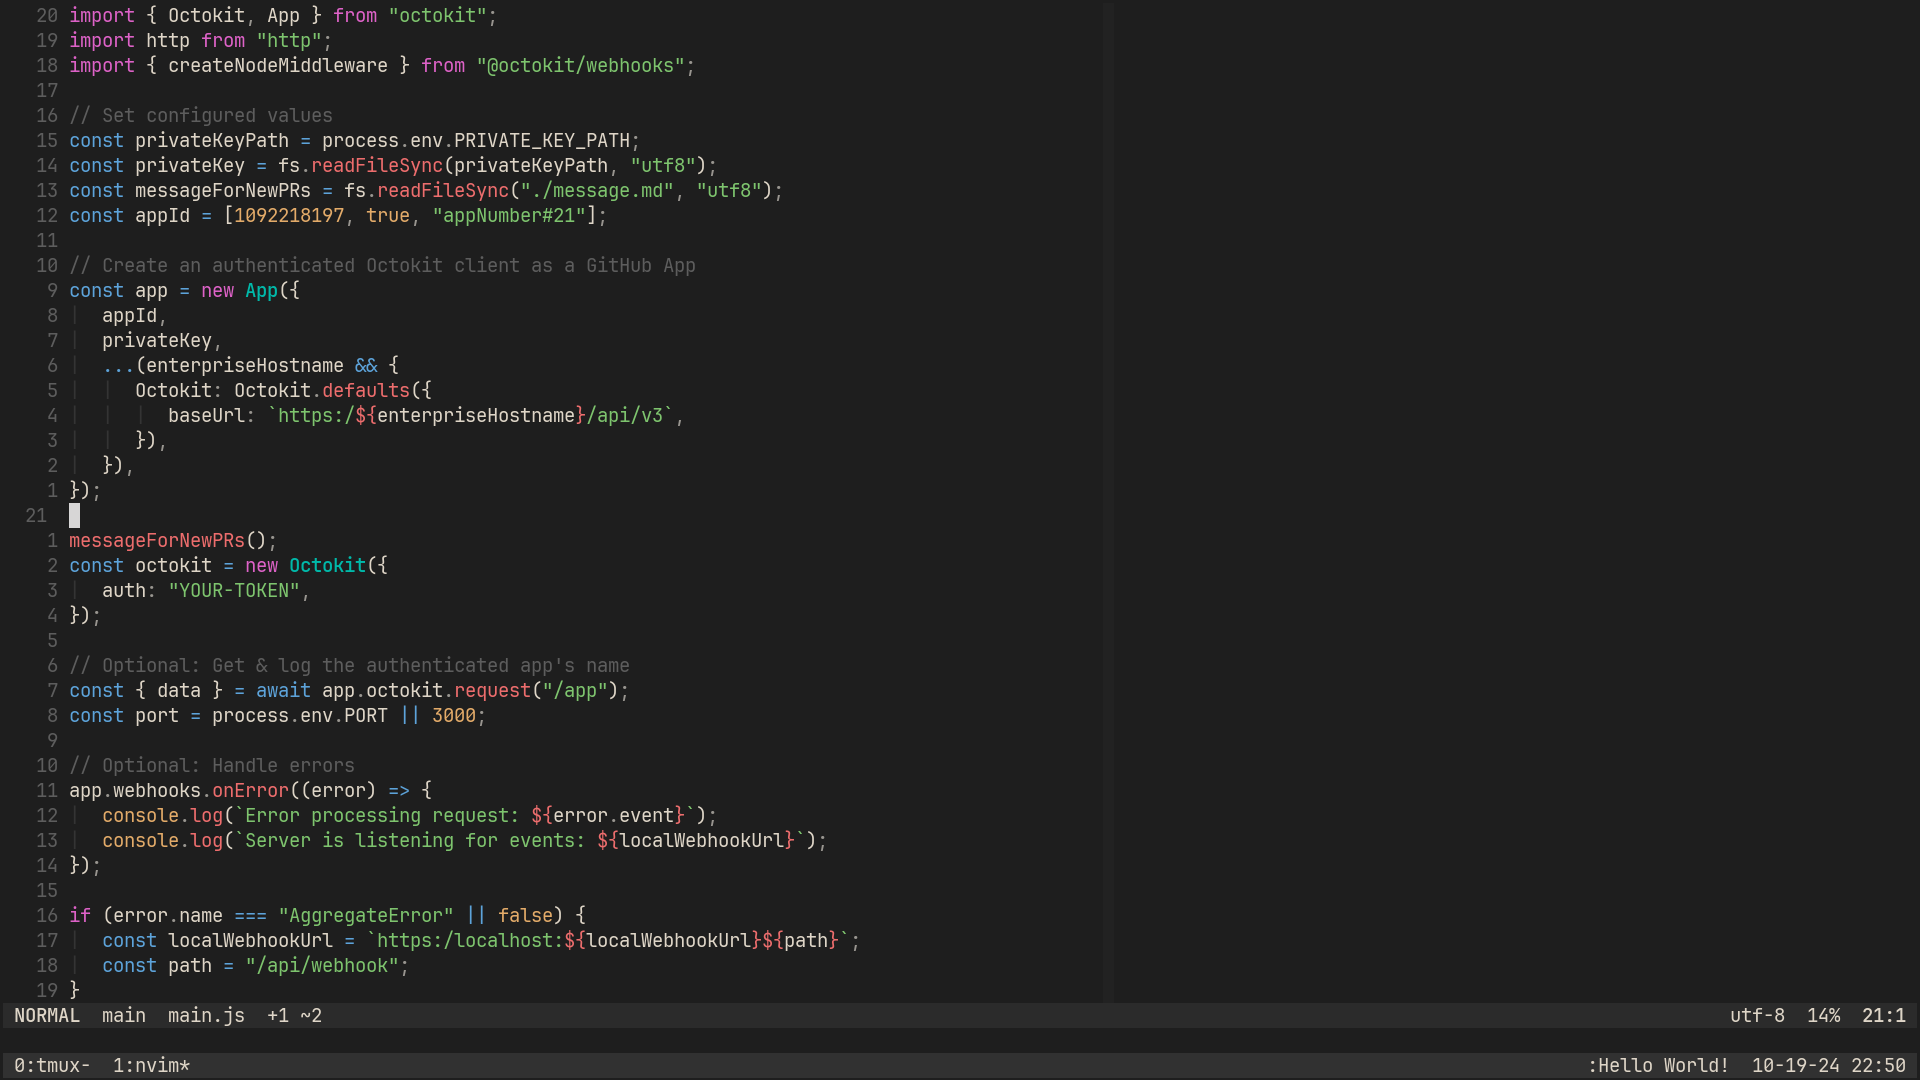 20 import { Octokit, App } from "octokit";
19 import http from "http";
18 import { createNodeMiddleware } from "@octokit/webhooks";
17
16 // Set configured values
15 const privateKeyPath = process.env.PRIVATE_KEY_PATH;
14 const privateKey = fs.readFileSync(privateKeyPath, "utf8");
13 const messageForNewPRs = fs.readFileSync("./message.md", "utf8");
12 const appId = [1092218197, true, "appNumber#21"];
11
10 // Create an authenticated Octokit client as a GitHub App
9 const app = new App({
8   appId,
7   privateKey,
6   ...(enterpriseHostname && {
5     Octokit: Octokit.defaults({
4       baseUrl: `https:/${enterpriseHostname}/api/v3`,
3     }),
2   }),
1 });
21
1 messageForNewPRs();
2 const octokit = new Octokit({
3   auth: "YOUR-TOKEN",
4 });
5
6 // Optional: Get & log the authenticated app's name
7 const { data } = await app.octokit.request("/app");
8 const port = process.env.PORT || 3000;
9
10 // Optional: Handle errors
11 app.webhooks.onError((error) => {
12   console.log(`Error processing request: ${error.event}`);
13   console.log(`Server is listening for events: ${localWebhookUrl}`);
14 });
15
16 if (error.name === "AggregateError" || false) {
17   const localWebhookUrl = `https:/localhost:${localWebhookUrl}${path}`;
18   const path = "/api/webhook";
19 }
NORMAL main main.js +1 ~2 utf-8 14% 21:1
0:tmux- 1:nvim* :Hello World! 10-19-24 22:50